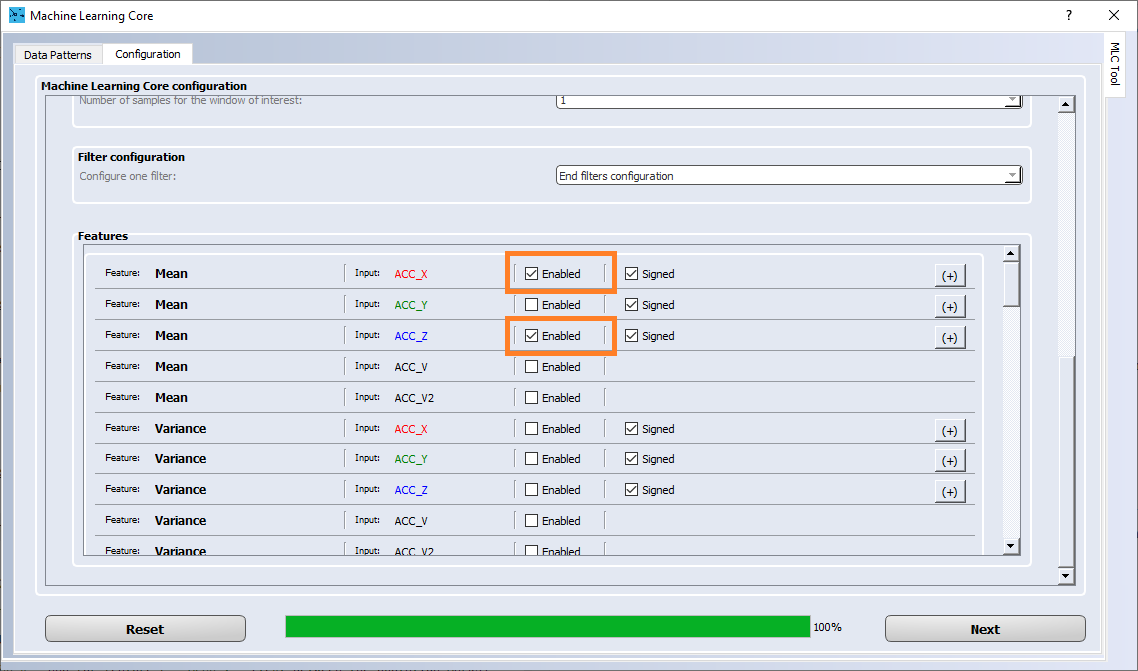 Machine Learning Core
?
Data Patterns
Configuration
MLC Tool
Machine Learning Core configuration
Number of samples for the window of interest:
1
Filter configuration
Configure one filter:
End filters configuration
Features
Feature: Mean Input: ACC_X Enabled Signed (+)
Feature: Mean Input: ACC_Y Enabled Signed (+)
Feature: Mean Input: ACC_Z Enabled Signed (+)
Feature: Mean Input: ACC_V Enabled
Feature: Mean Input: ACC_V2 Enabled
Feature: Variance Input: ACC_X Enabled Signed (+)
Feature: Variance Input: ACC_Y Enabled Signed (+)
Feature: Variance Input: ACC_Z Enabled Signed (+)
Feature: Variance Input: ACC_V Enabled
Feature: Variance Input: ACC_V2 Enabled
Reset
100%
Next